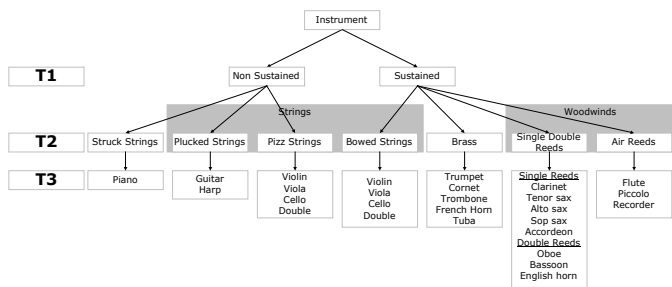 Instrument
T1
Non Sustained
Sustained
Strings
Woodwinds
T2
Struck Strings
Plucked Strings
Pizz Strings
Bowed Strings
Brass
Single Double
Reeds
Air Reeds
T3
Piano
Guitar
Harp
Violin
Viola
Cello
Double
Violin
Viola
Cello
Double
Trumpet
Cornet
Trombone
French Horn
Tuba
Single Reeds
Clarinet
Tenor sax
Alto sax
Sop sax
Accordeon
Double Reeds
Oboe
Bassoon
English horn
Flute
Piccolo
Recorder